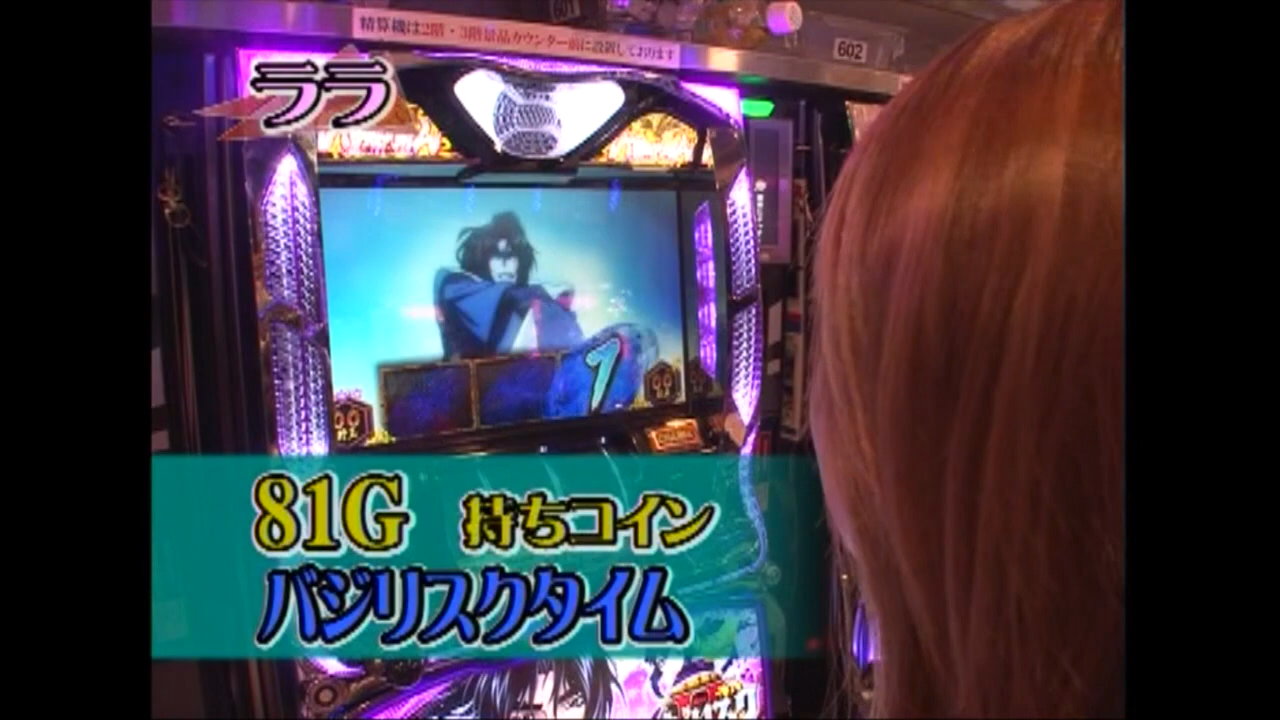 精算機は2階・3階景品カウンター前に設置しております
602
ララ
1
81G 持ちコイン
バジリスクタイム